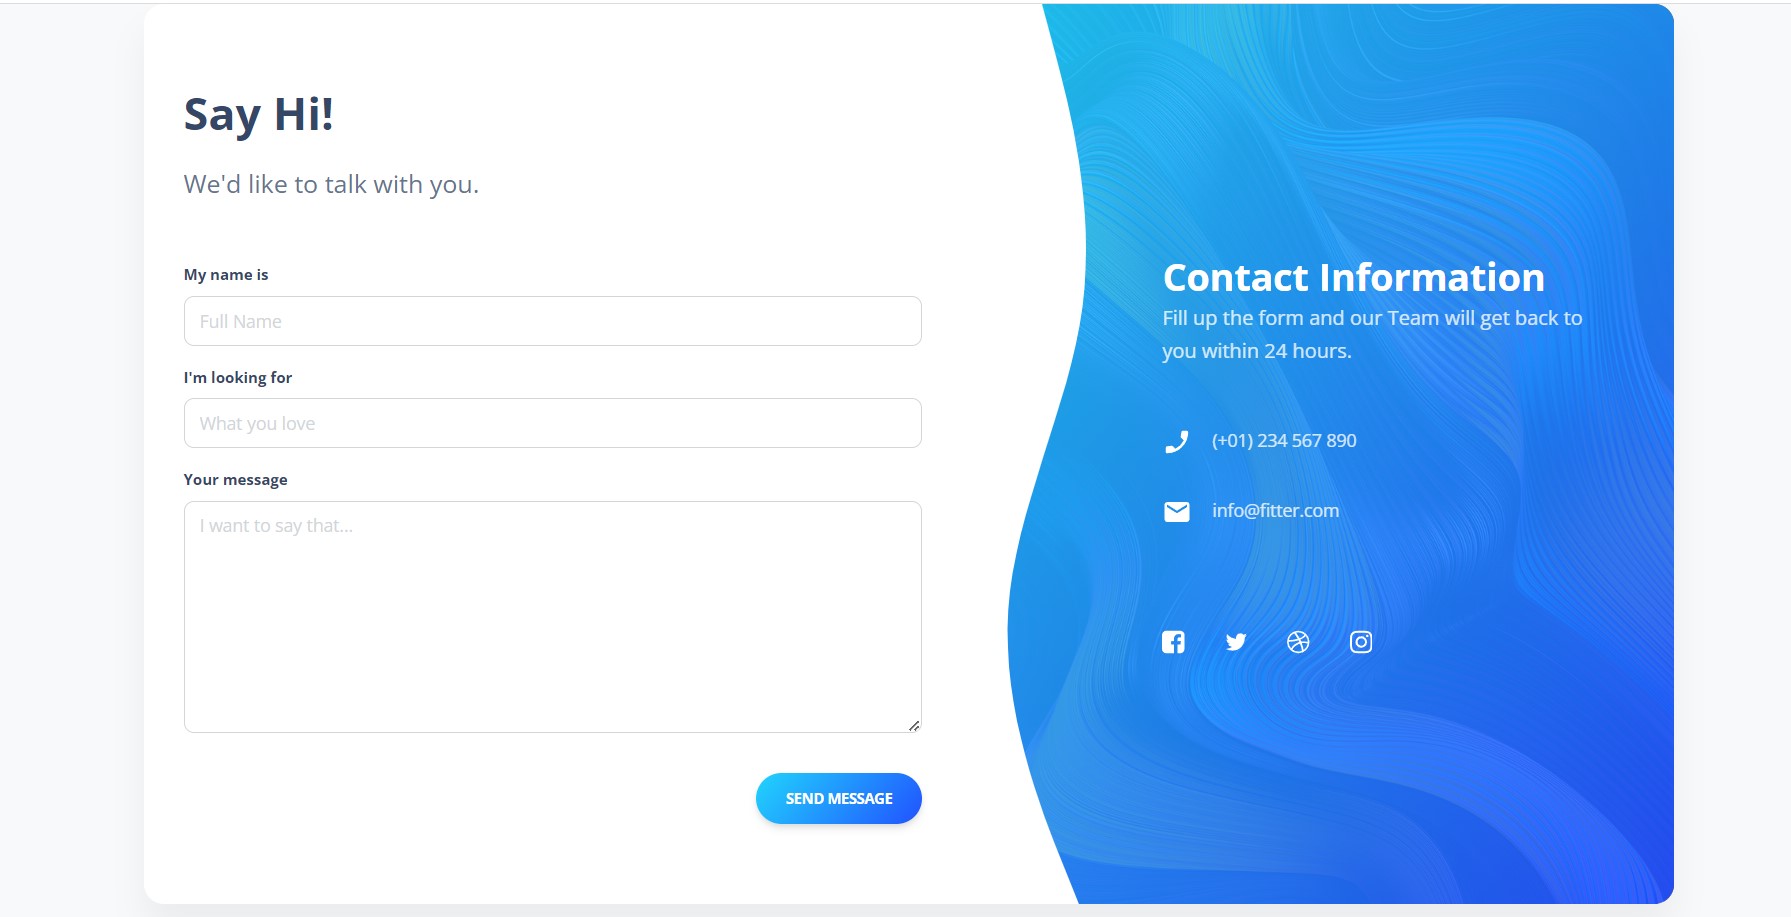 Say Hi!
We'd like to talk with you.
My name is
Full Name
I'm looking for
What you love
Your message
I want to say that...
SEND MESSAGE
Contact Information
Fill up the form and our Team will get back to
you within 24 hours.
(+01) 234 567 890
info@fitter.com